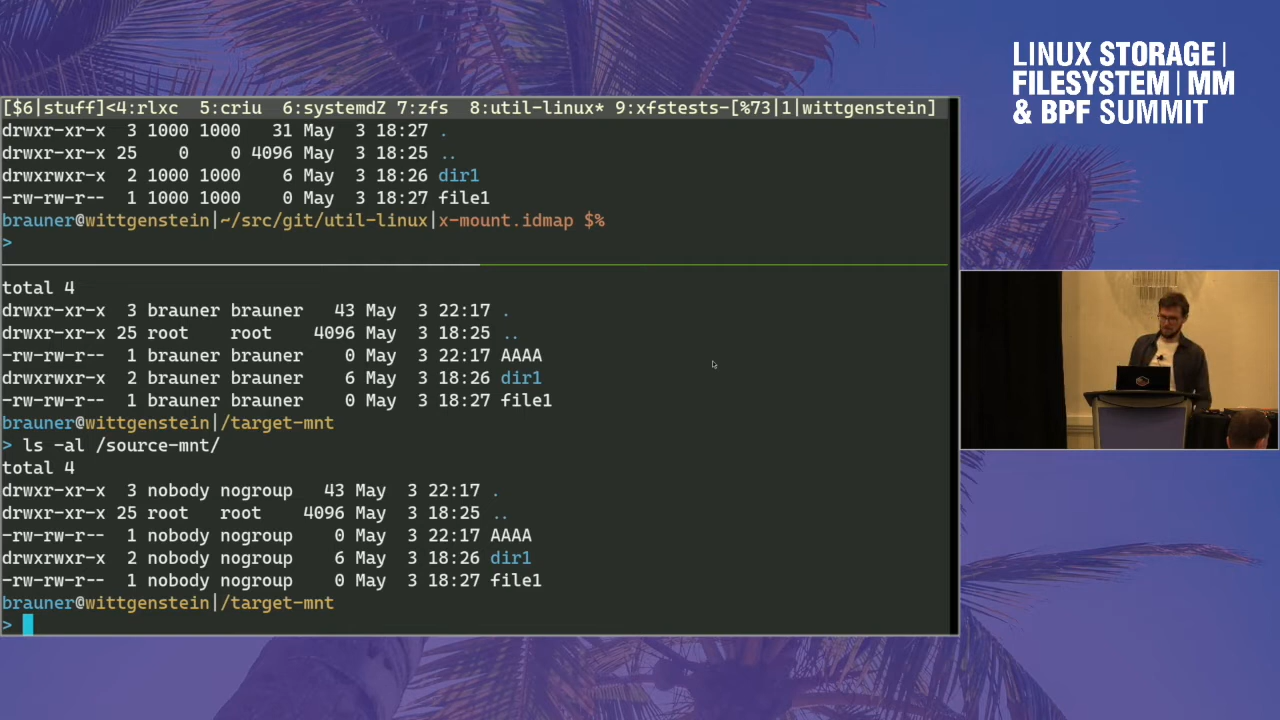 LINUX STORAGE |
FILESYSTEM | MM
& BPF SUMMIT
[$6|stuff]<4:rlxc  5:criu  6:systemdZ 7:zfs  8:util-linux* 9:xfstests-[%73|1|wittgenstein]
drwxr-xr-x  3 1000 1000   31 May  3 18:27 .
drwxr-xr-x 25    0    0 4096 May  3 18:25 ..
drwxrwxrwx  2 1000 1000    6 May  3 18:26 dir1
-rw-rw-r--  1 1000 1000    0 May  3 18:27 file1
brauner@wittgenstein|~/src/git/util-linux|x-mount.idmap $%
>
total 4
drwxr-xr-x  3 brauner brauner   43 May  3 22:17 .
drwxr-xr-x 25 root    root    4096 May  3 18:25 ..
-rw-rw-r--  1 brauner brauner    0 May  3 22:17 AAAA
drwxrwxrwx  2 brauner brauner    6 May  3 18:26 dir1
-rw-rw-r--  1 brauner brauner    0 May  3 18:27 file1
brauner@wittgenstein|/target-mnt
> ls -al /source-mnt/
total 4
drwxr-xr-x  3 nobody nogroup   43 May  3 22:17 .
drwxr-xr-x 25 root   root    4096 May  3 18:25 ..
-rw-rw-r--  1 nobody nogroup    0 May  3 22:17 AAAA
drwxrwxrwx  2 nobody nogroup    6 May  3 18:26 dir1
-rw-rw-r--  1 nobody nogroup    0 May  3 18:27 file1
brauner@wittgenstein|/target-mnt
>